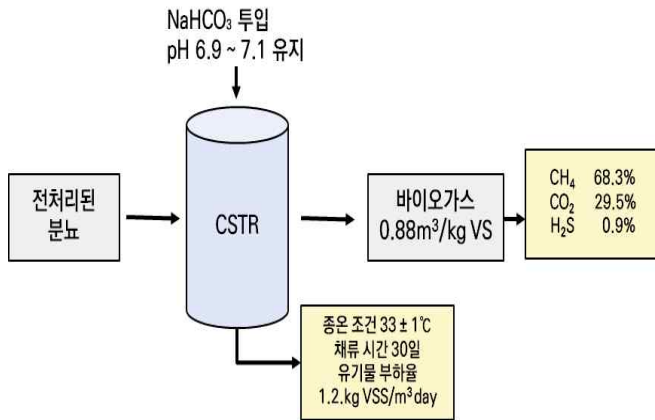 NaHCO₃ 투입
pH 6.9 ~ 7.1 유지
전처리된
분뇨
CSTR
바이오가스
0.88m³/kg VS
CH₄ 68.3%
CO₂ 29.5%
H₂S 0.9%
종온 조건 33 ± 1℃
채류 시간 30일
유기물 부하율
1.2.kg VSS/m³day